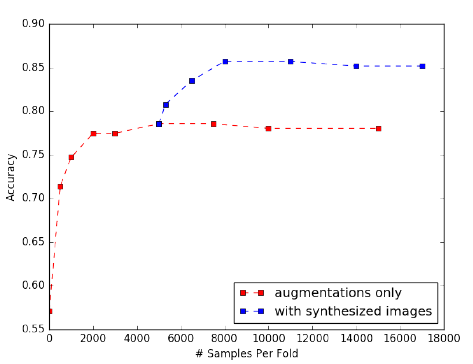 0.90
0.85
0.80
0.75
0.70
0.65
0.60
0.55
Accuracy
augmentations only
with synthesized images
0 2000 4000 6000 8000 10000 12000 14000 16000 18000
# Samples Per Fold